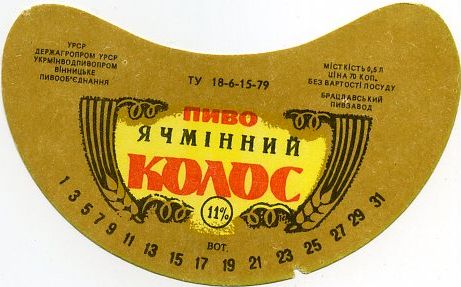 УРСР
ДЕРЖАГРОПРОМ УРСР
УКРМІНВОДПИВОПРОМ
ВІННИЦЬКЕ
ПИВООБ'ЄДНАННЯ
ТУ 18-6-15-79
МІСТКІСТЬ 0,5 Л
ЦІНА 70 КОП.
БЕЗ ВАРТОСТІ ПОСУДУ
БРАЦЛАВСЬКИЙ
ПИВЗАВОД
ПИВО
ЯЧМІННИЙ
КОЛОС
11%
ВОТ.
1 3 5 7 9 11 13 15 17 19 21 23 25 27 29 31